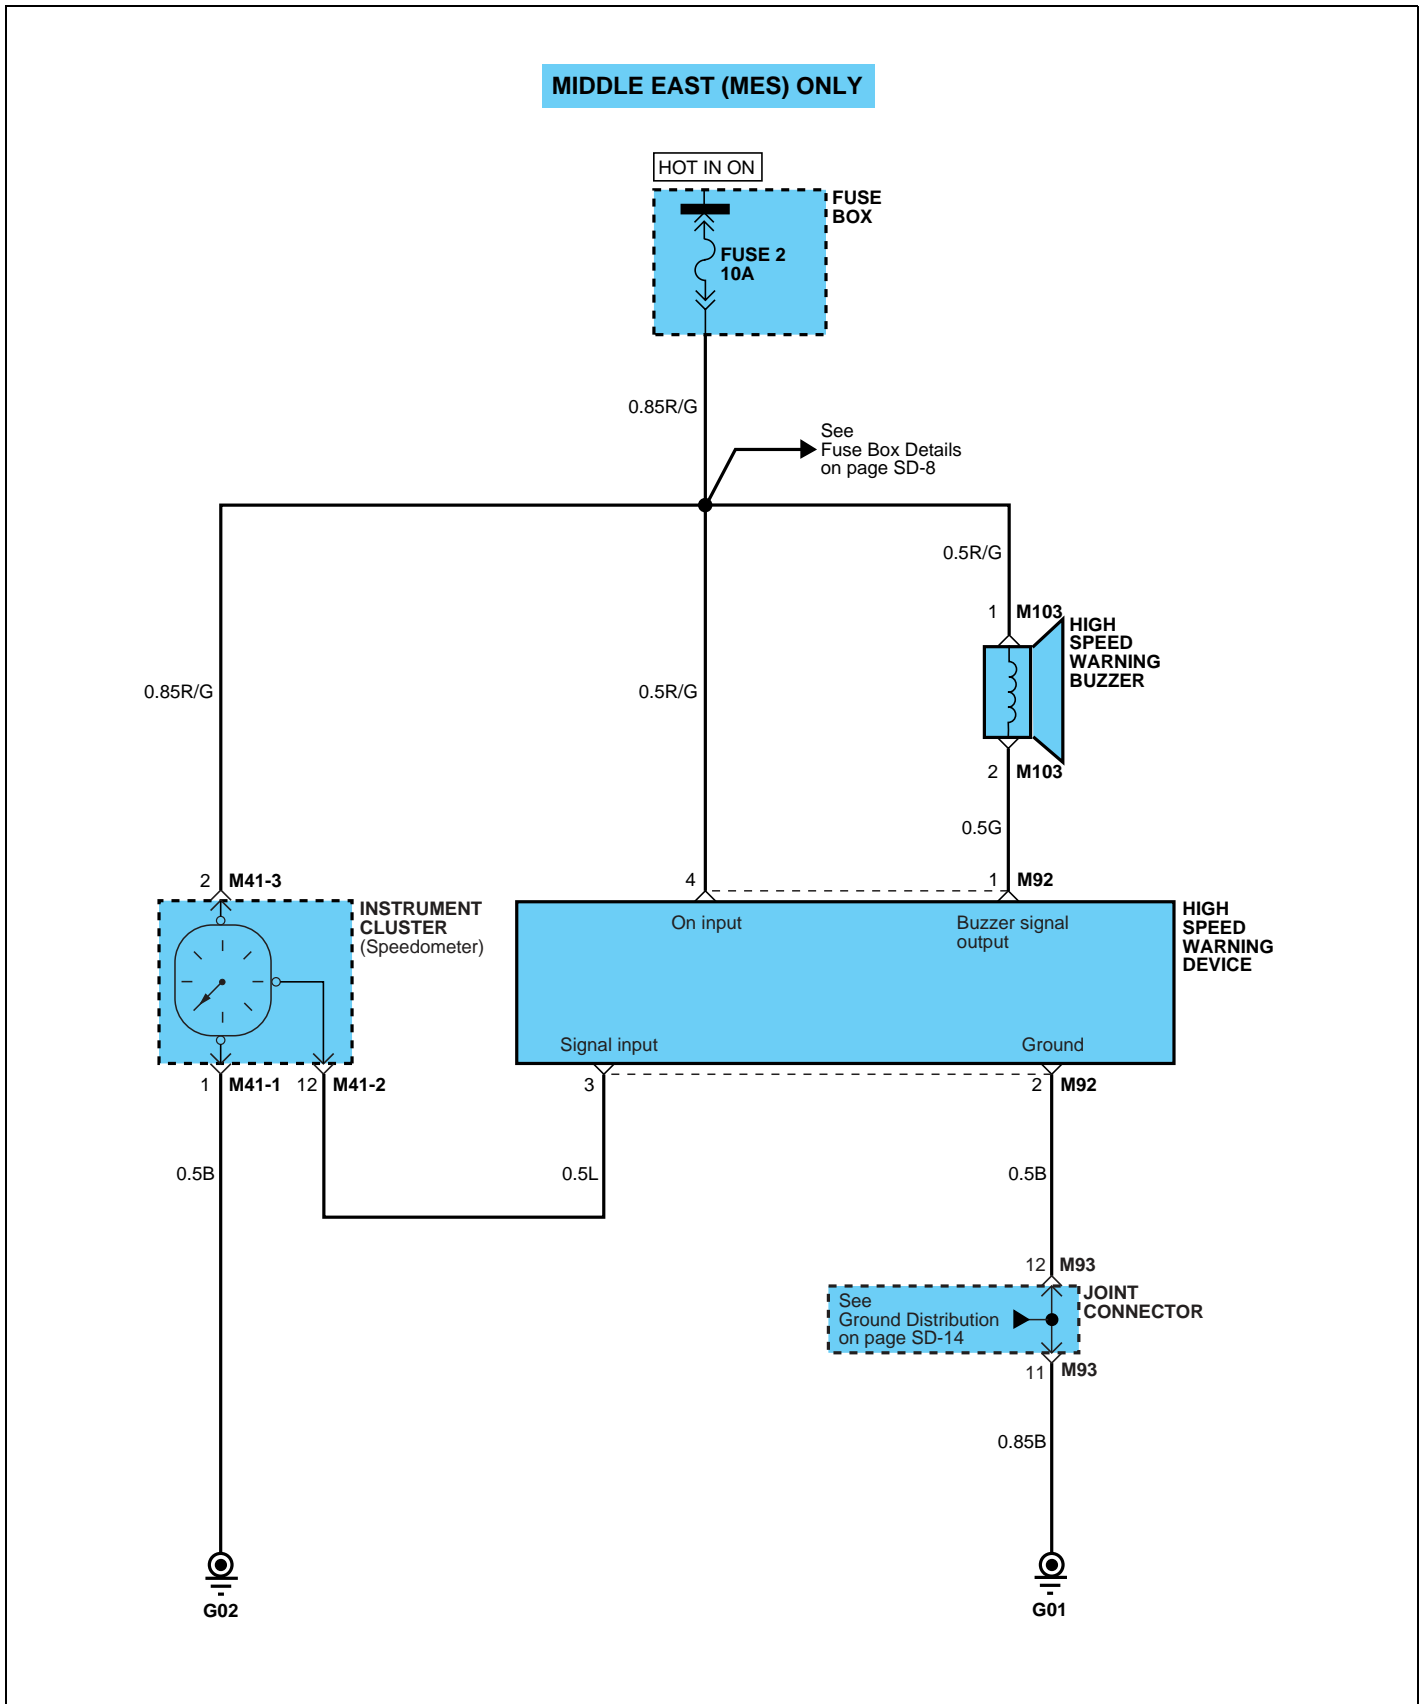 MIDDLE EAST (MES) ONLY
HOT IN ON
FUSE
BOX
FUSE 2
10A
0.85R/G
See
Fuse Box Details
on page SD-8
0.5R/G
1 M103
HIGH
SPEED
WARNING
BUZZER
0.85R/G
0.5R/G
2 M103
0.5G
2 M41-3
4
1 M92
INSTRUMENT
CLUSTER
(Speedometer)
On input
Buzzer signal
output
HIGH
SPEED
WARNING
DEVICE
Signal input
Ground
1 M41-1
12 M41-2
3
2 M92
0.5B
0.5L
0.5B
12 M93
See
Ground Distribution
on page SD-14
JOINT
CONNECTOR
11 M93
0.85B
G02
G01